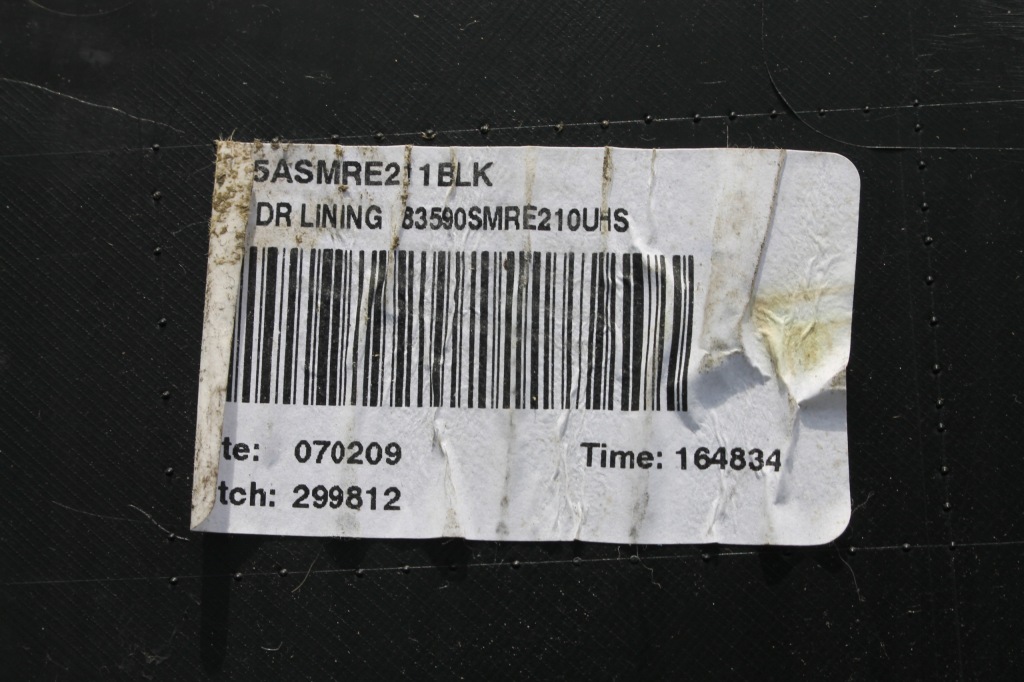 5ASMRE211BLK
DR LINING 83590SMRE210UHS
te: 070209 Time: 164834
tch: 299812